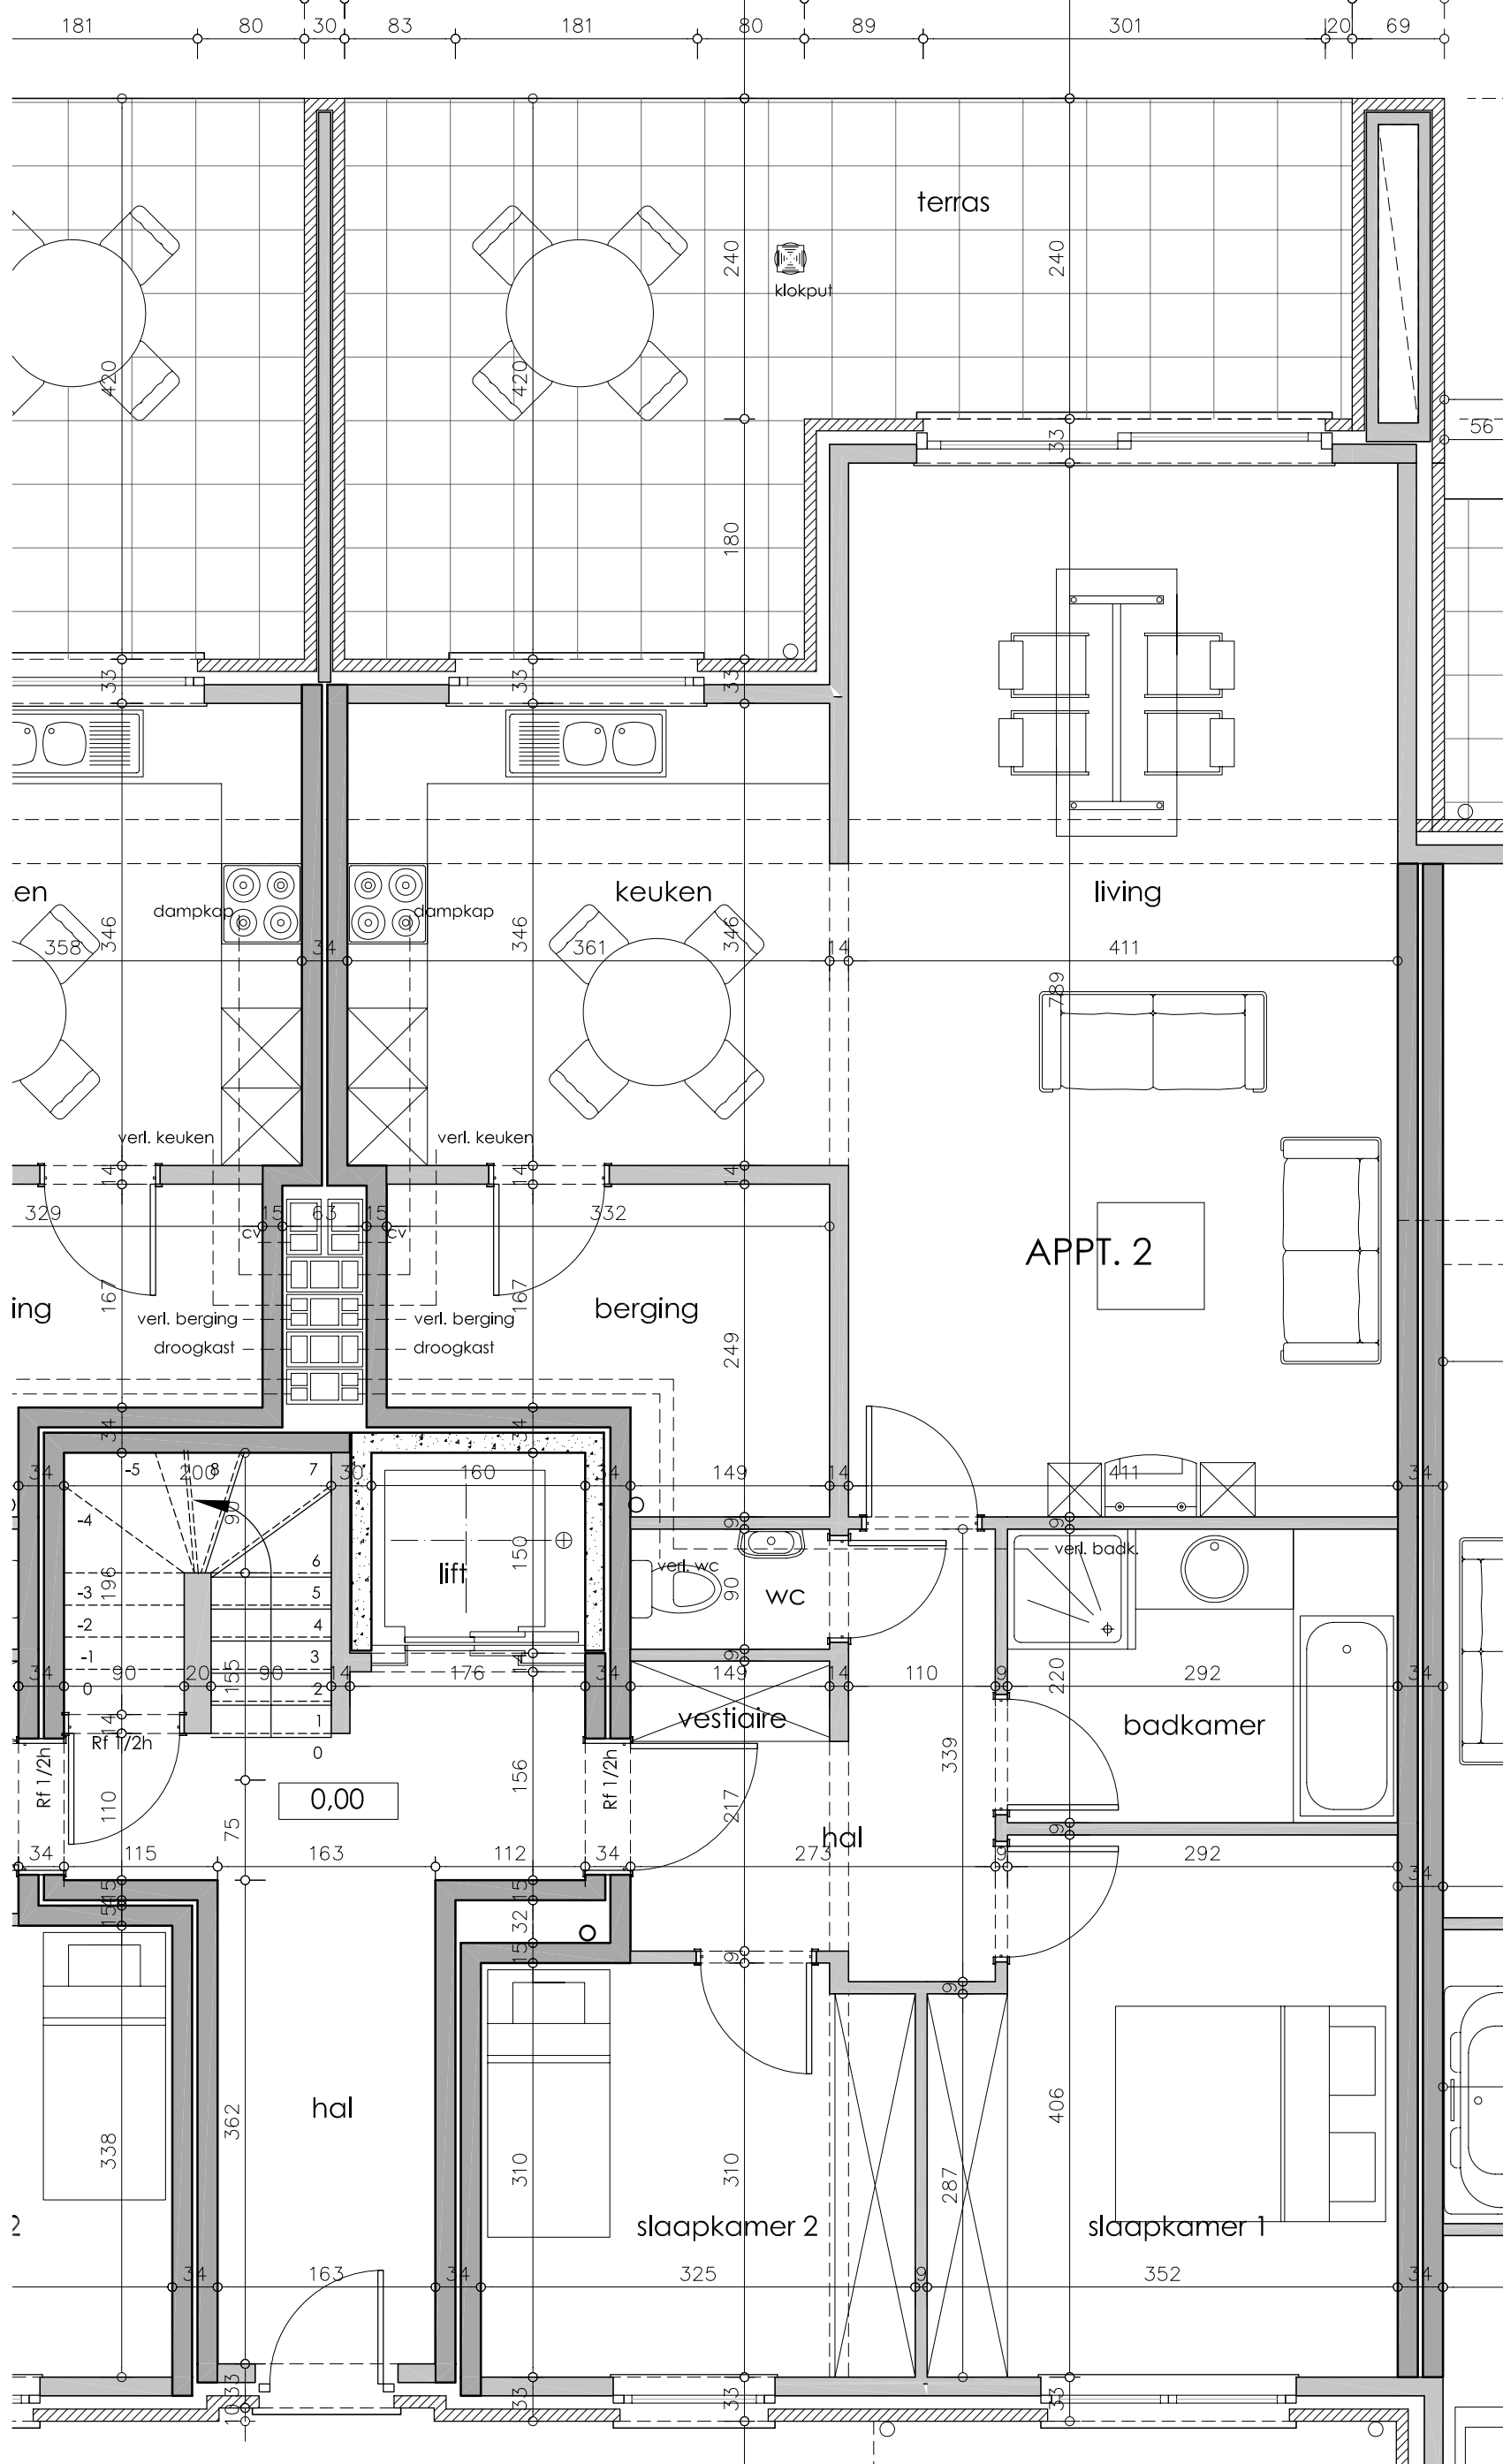 181 80 30 83 181 80 89 301 20 69
terras
240 240
klokput
420 420
33 56
180
33 33 33
en keuken living
dampkap dampkap
346 346 346
358 34 361 14 411
789
verl. keuken verl. keuken
14 14 14
329 15 63 15 332
cv cv
APPT. 2
167 167
ing berging
verl. berging verl. berging
droogkast droogkast
249
34 34
-5 8 7
34 200 30 160 34 149 14 411 34
90
-4 9 9
verl. badk.
150
6
lift verl. wc wc
196 90
-3 5
-2 4
-1 3
155 14 9
34 90 20 90 14 176 34 149 14 110 9 292 34
0 2
220
vestiaire badkamer
14 1
Rf 1/2h
0
339
Rf 1/2h 156 Rf 1/2h
0,00
110 75 217
hal
9
34 115 163 112 34 273 9 292
34
15 15
15 32
15 9
9
hal
362 406
338 310 310 287
2 slaapkamer 2 slaapkamer 1
34 163 34 325 9 352 34
33 33 33 33
10